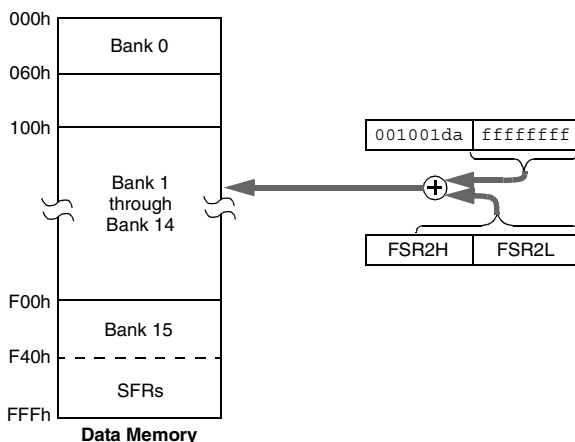 000h
Bank 0
060h
100h
001001da ffffffff
Bank 1
through
Bank 14
FSR2H FSR2L
F00h
Bank 15
F40h
SFRs
FFFh
Data Memory